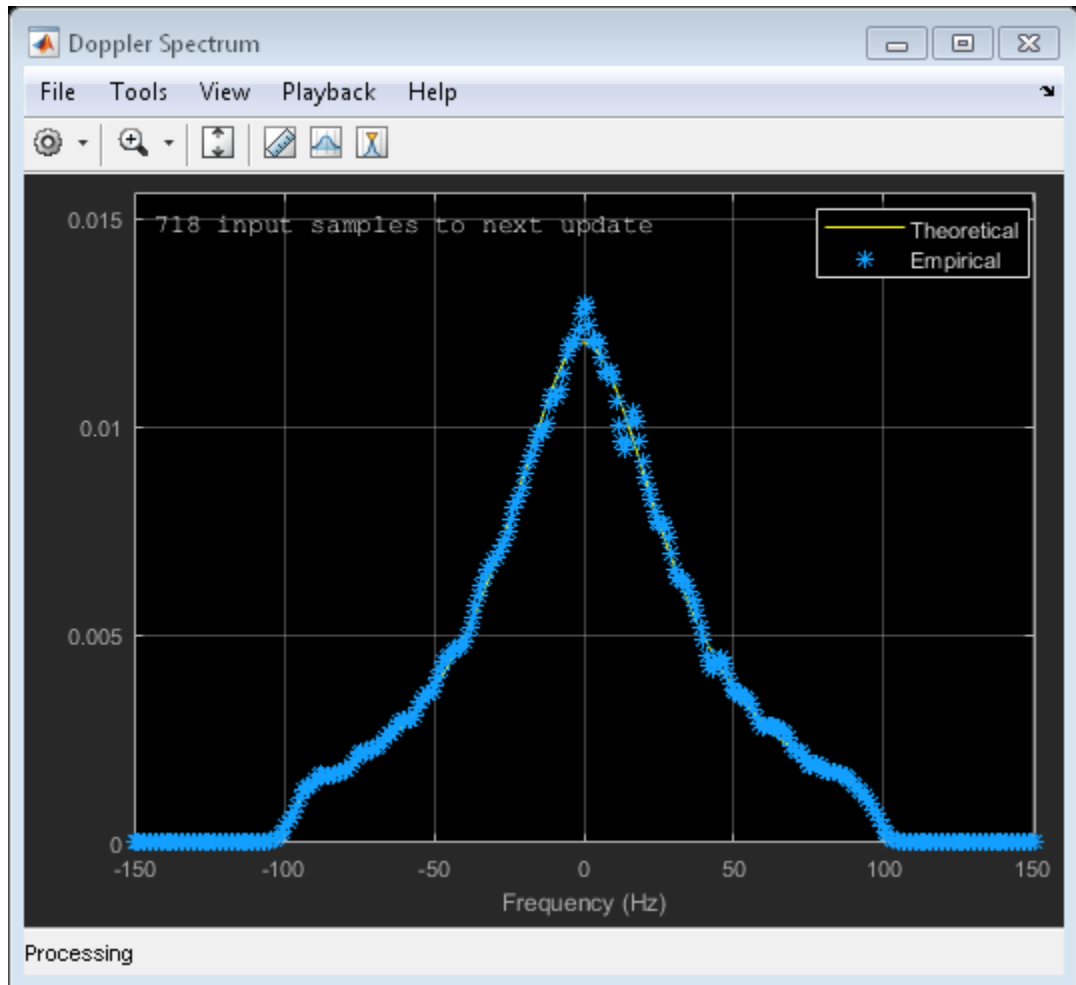 Doppler Spectrum
File Tools View Playback Help
718 input samples to next update
Theoretical
Empirical
0.015
0.01
0.005
0
-150 -100 -50 0 50 100 150
Frequency (Hz)
Processing